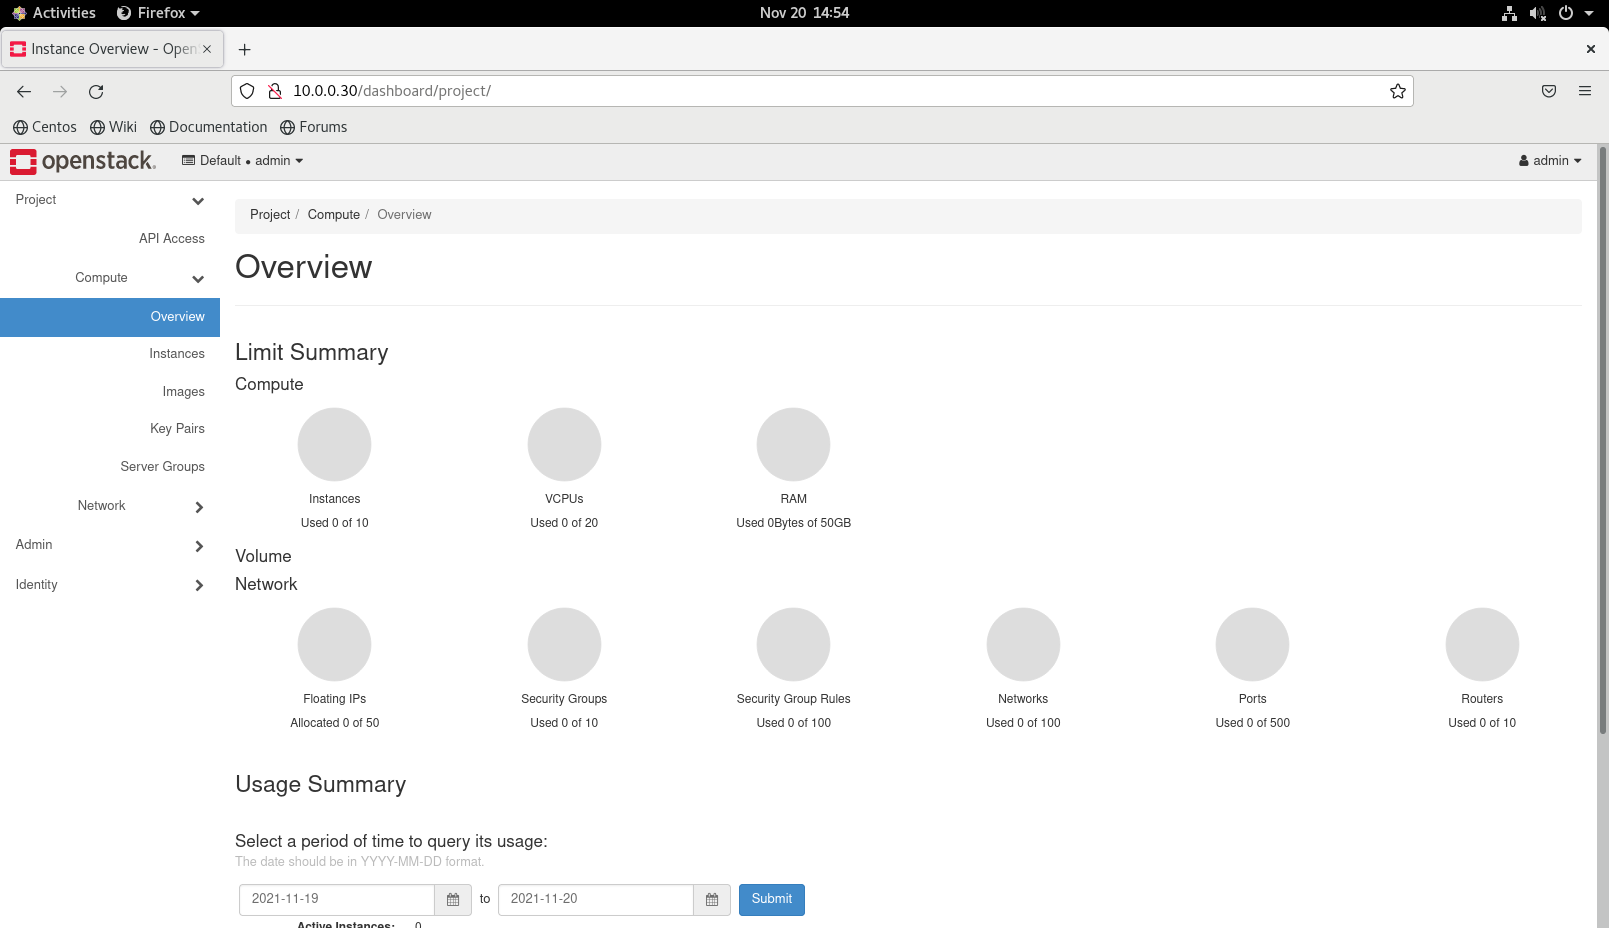 Activities Firefox Nov 20 14:54
Instance Overview - Open
10.0.0.30/dashboard/project/
Centos Wiki Documentation Forums
openstack. Default • admin admin
Project
API Access
Compute
Overview
Instances
Images
Key Pairs
Server Groups
Network
Admin
Identity
Project / Compute / Overview
Overview
Limit Summary
Compute
Instances VCPUs RAM
Used 0 of 10 Used 0 of 20 Used 0Bytes of 50GB
Volume
Network
Floating IPs Security Groups Security Group Rules Networks Ports Routers
Allocated 0 of 50 Used 0 of 10 Used 0 of 100 Used 0 of 100 Used 0 of 500 Used 0 of 10
Usage Summary
Select a period of time to query its usage:
The date should be in YYYY-MM-DD format.
2021-11-19 to 2021-11-20 Submit
Active Instances: 0